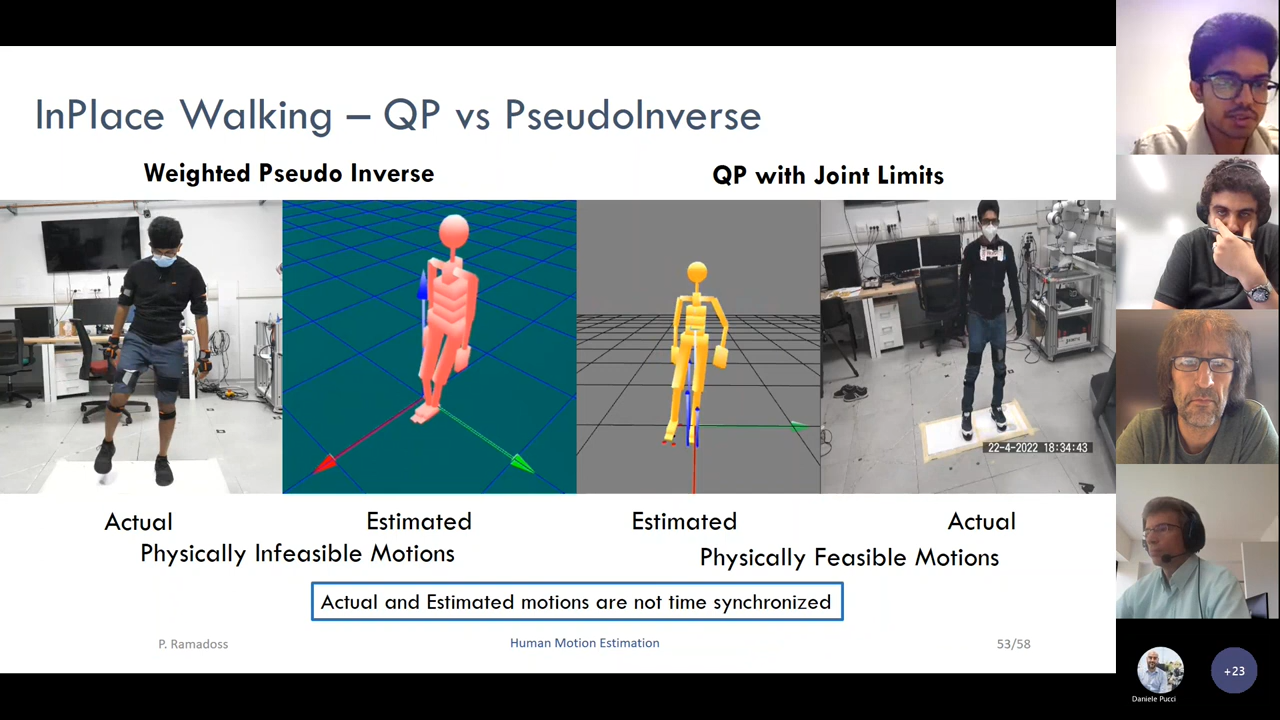 InPlace Walking – QP vs PseudoInverse
Weighted Pseudo Inverse
QP with Joint Limits
22-4-2022 18:34:43
Actual
Estimated
Estimated
Actual
Physically Infeasible Motions
Physically Feasible Motions
Actual and Estimated motions are not time synchronized
P. Ramadoss
Human Motion Estimation
53/58
+23
Daniele Pucci